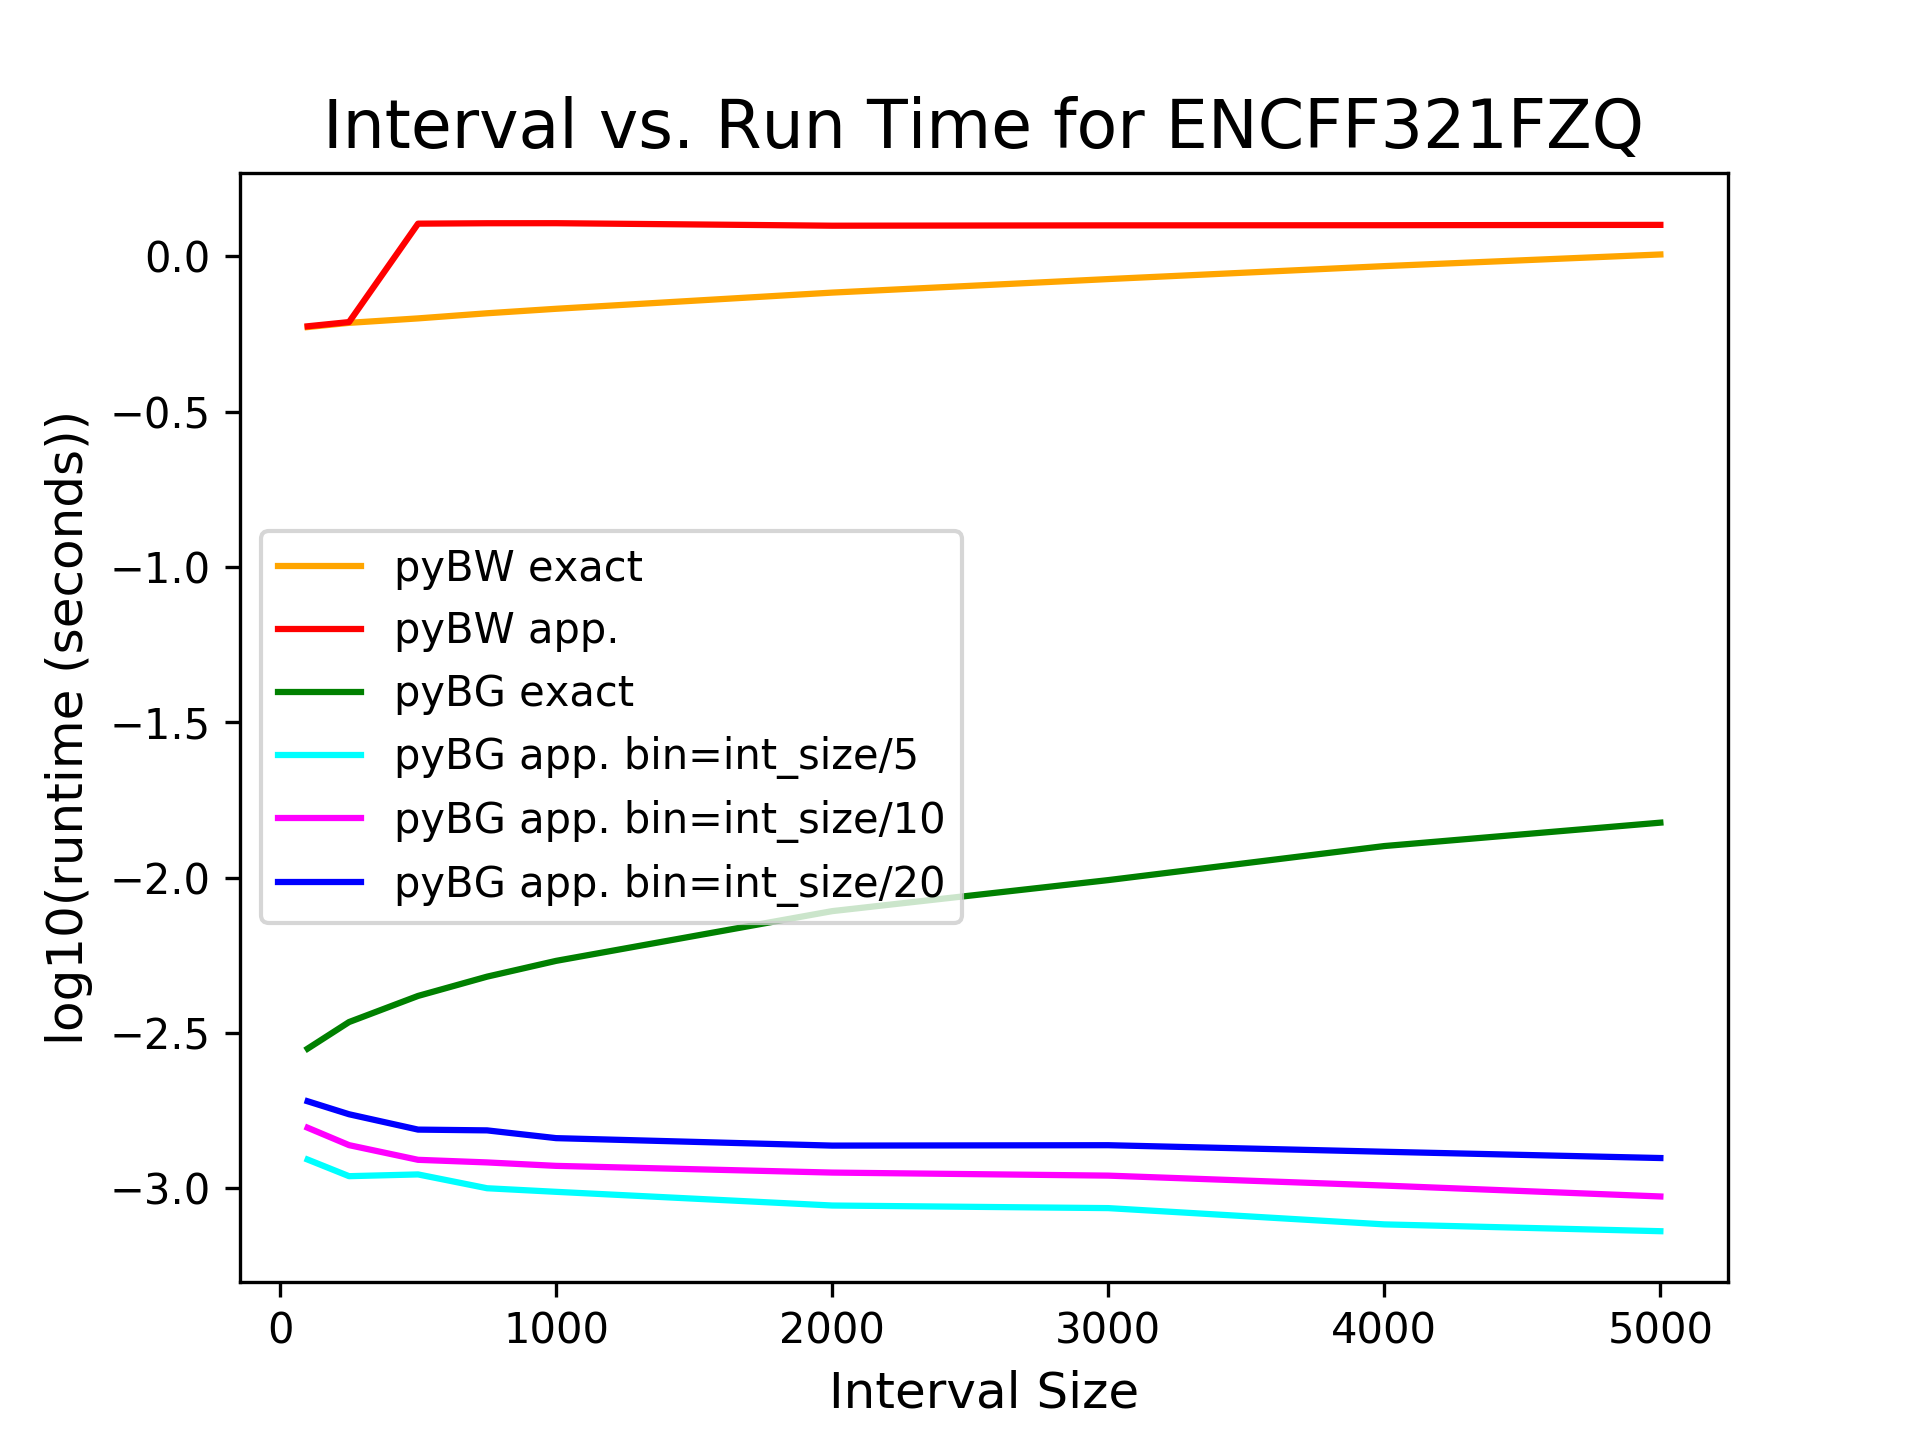 Interval vs. Run Time for ENCFF321FZQ
log10(runtime (seconds))
0.0
−0.5
−1.0
−1.5
−2.0
−2.5
−3.0
pyBW exact
pyBW app.
pyBG exact
pyBG app. bin=int_size/5
pyBG app. bin=int_size/10
pyBG app. bin=int_size/20
0 1000 2000 3000 4000 5000
Interval Size